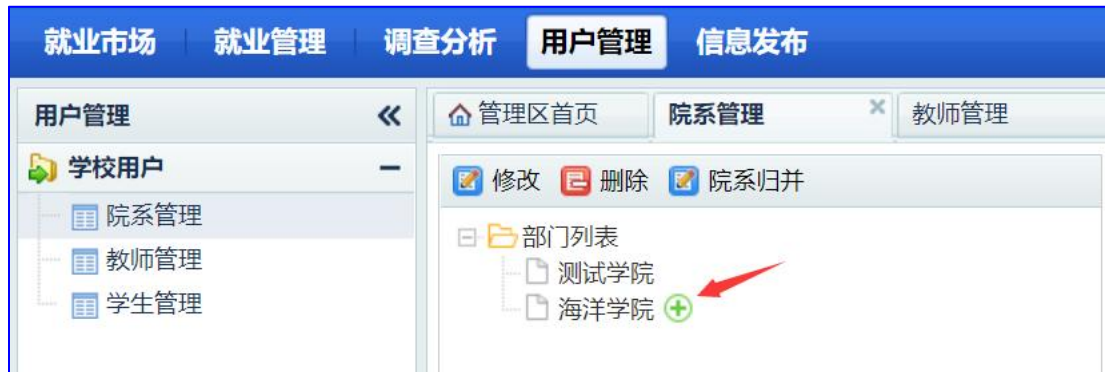 就业市场 就业管理 调查分析 用户管理 信息发布
用户管理 管理区首页 院系管理 教师管理
学校用户
修改 删除 院系归并
院系管理
部门列表
教师管理
测试学院
学生管理
海洋学院